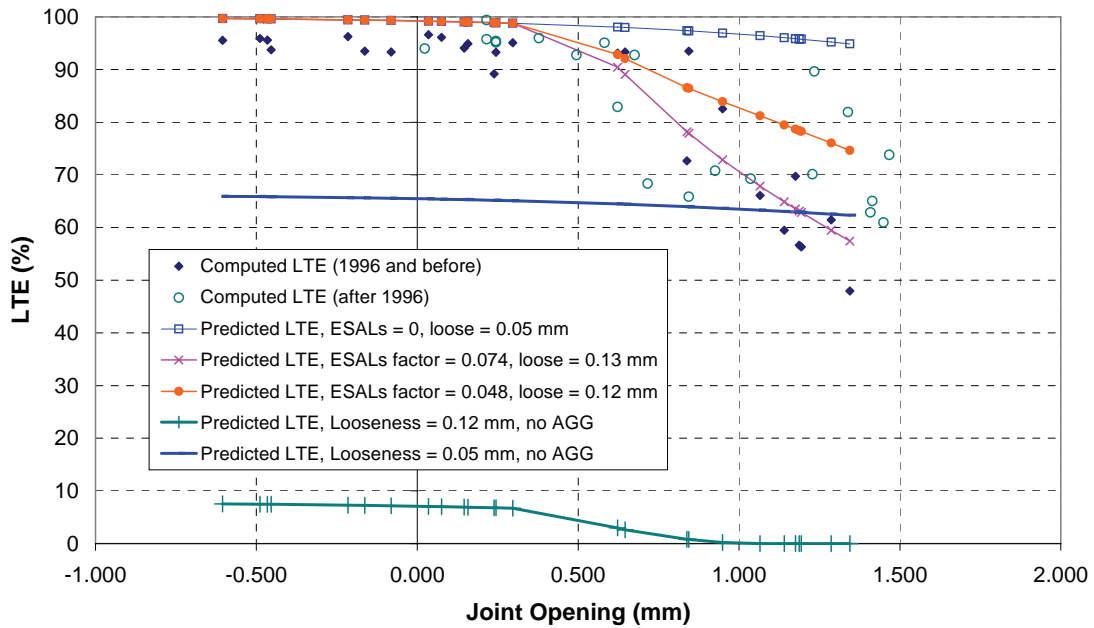 100
90
80
70
60
50
40
30
20
10
0
LTE (%)
Computed LTE (1996 and before)
Computed LTE (after 1996)
Predicted LTE, ESALs = 0, loose = 0.05 mm
Predicted LTE, ESALs factor = 0.074, loose = 0.13 mm
Predicted LTE, ESALs factor = 0.048, loose = 0.12 mm
Predicted LTE, Looseness = 0.12 mm, no AGG
Predicted LTE, Looseness = 0.05 mm, no AGG
-1.000 -0.500 0.000 0.500 1.000 1.500 2.000
Joint Opening (mm)